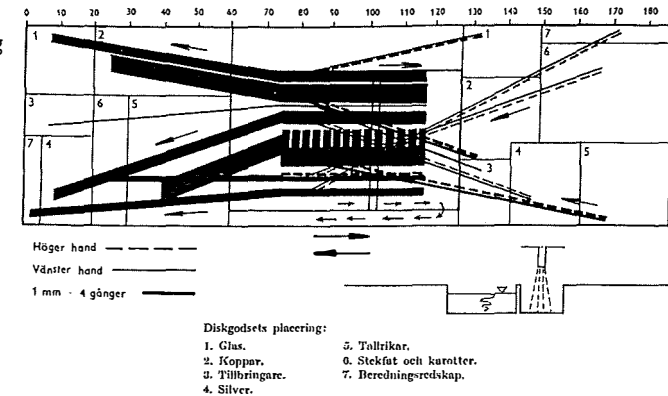 0 10 20 30 40 50 60 70 80 90 100 110 120 130 140 150 160 170 180
1 2 1 7
6
2
3 6 5
7 4 3 4 5
Höger hand
Vänster hand
1 mm - 4 gånger
Diskgodsets placering:
1. Glas. 5. Tallrikar.
2. Koppar. 6. Stekfat och karotter.
3. Tillbringare. 7. Beredningsredskap.
4. Silver.